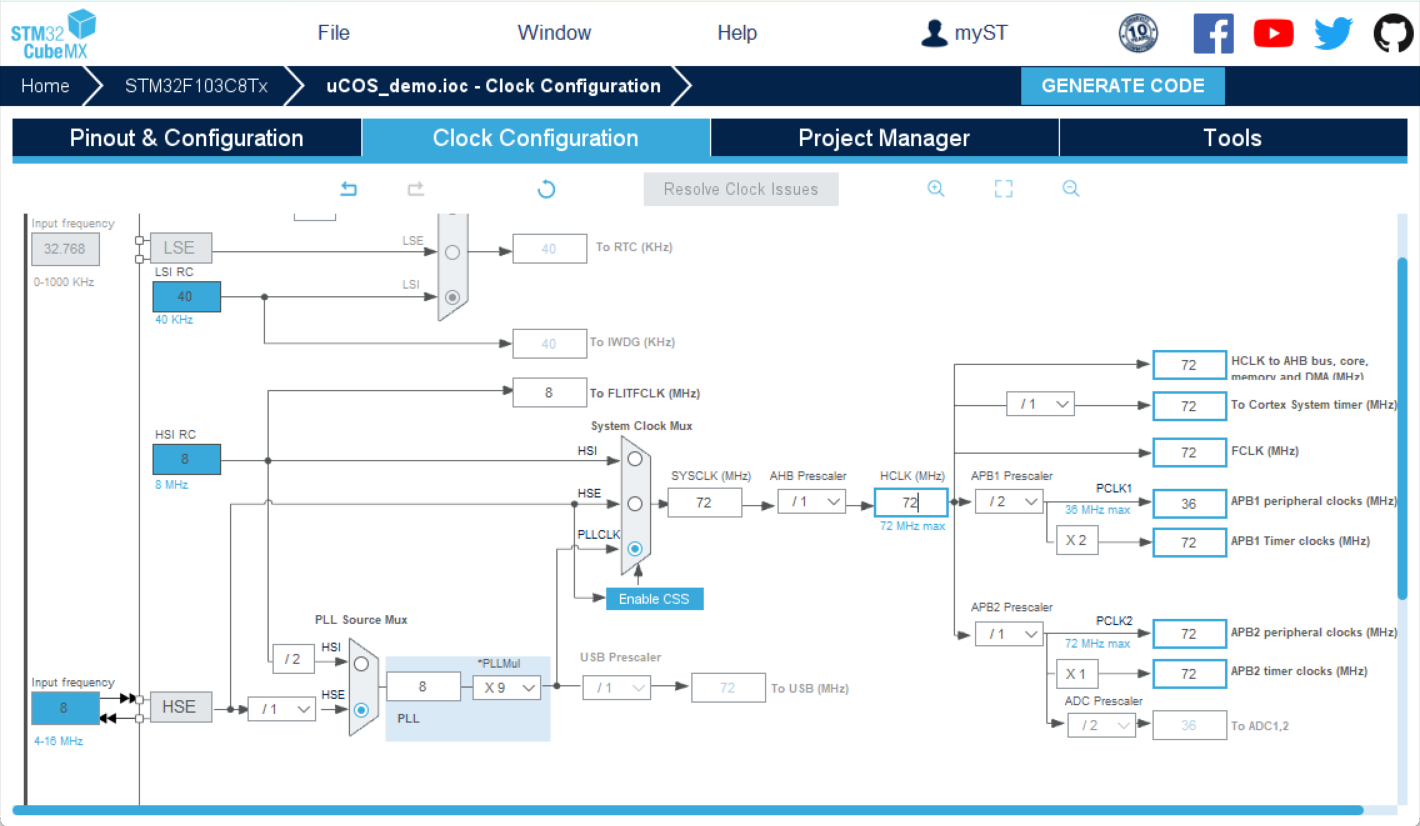 STM32
CubeMX
File
Window
Help
myST
10
YEARS
Home
STM32F103C8Tx
uCOS_demo.ioc - Clock Configuration
GENERATE CODE
Pinout & Configuration
Clock Configuration
Project Manager
Tools
Resolve Clock Issues
Input frequency
32.768
0-1000 KHz
LSE
LSE
40
To RTC (KHz)
LSI RC
40
40 KHz
LSI
40
To IWDG (KHz)
8
To FLITFCLK (MHz)
HSI RC
8
8 MHz
System Clock Mux
HSI
HSE
PLLCLK
Enable CSS
SYSCLK (MHz)
72
AHB Prescaler
/ 1
HCLK (MHz)
72
72 MHz max
72
HCLK to AHB bus, core,
memory and DMA (MHz)
/ 1
72
To Cortex System timer (MHz)
72
FCLK (MHz)
APB1 Prescaler
/ 2
PCLK1
36 MHz max
36
APB1 peripheral clocks (MHz)
X 2
72
APB1 Timer clocks (MHz)
APB2 Prescaler
/ 1
PCLK2
72 MHz max
72
APB2 peripheral clocks (MHz)
X 1
72
APB2 timer clocks (MHz)
ADC Prescaler
/ 2
36
To ADC1,2
PLL Source Mux
/ 2
HSI
Input frequency
8
4-16 MHz
HSE
/ 1
HSE
8
PLL
*PLLMul
X 9
USB Prescaler
/ 1
72
To USB (MHz)